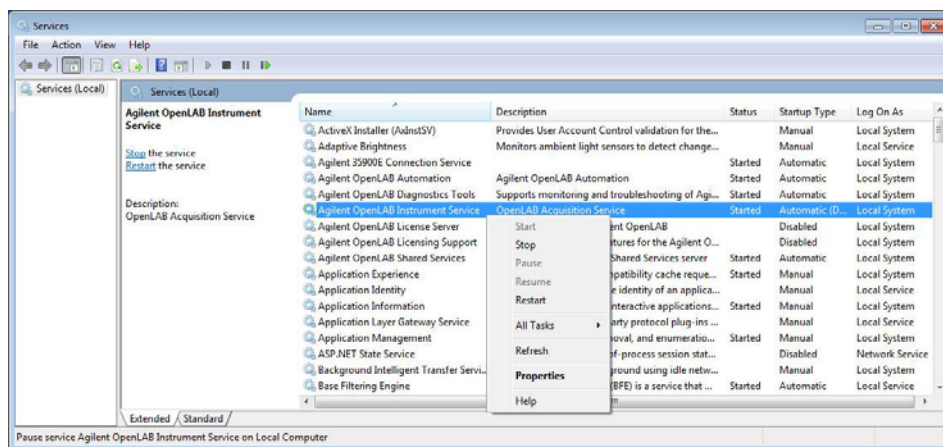 Services
File Action View Help
Services (Local)
Services (Local)
Agilent OpenLAB Instrument Service
Stop the service
Restart the service
Description:
OpenLAB Acquisition Service
Name Description Status Startup Type Log On As
ActiveX Installer (AxInstSV) Provides User Account Control validation for the... Manual Local System
Adaptive Brightness Monitors ambient light sensors to detect change... Manual Local Service
Agilent 35900E Connection Service Started Automatic Local System
Agilent OpenLAB Automation Agilent OpenLAB Automation Started Automatic Local System
Agilent OpenLAB Diagnostics Tools Supports monitoring and troubleshooting of Agi... Started Automatic Local System
Agilent OpenLAB Instrument Service OpenLAB Acquisition Service Started Automatic (D... Local System
Agilent OpenLAB License Server ent OpenLAB Disabled Local System
Agilent OpenLAB Licensing Support tures for the Agilent O... Disabled Local System
Agilent OpenLAB Shared Services Shared Services server Started Automatic Local System
Application Experience patibility cache reque... Started Manual Local System
Application Identity e identity of an applica... Manual Local Service
Application Information nteractive applications... Started Manual Local System
Application Layer Gateway Service arty protocol plug-ins ... Manual Local Service
Application Management oval, and enumeratio... Started Manual Local System
ASP.NET State Service of-process session stat... Disabled Network Service
Background Intelligent Transfer Servi... ground using idle netw... Manual Local System
Base Filtering Engine (BFE) is a service that ... Started Automatic Local Service
Start
Stop
Pause
Resume
Restart
All Tasks
Refresh
Properties
Help
Extended Standard
Pause service Agilent OpenLAB Instrument Service on Local Computer